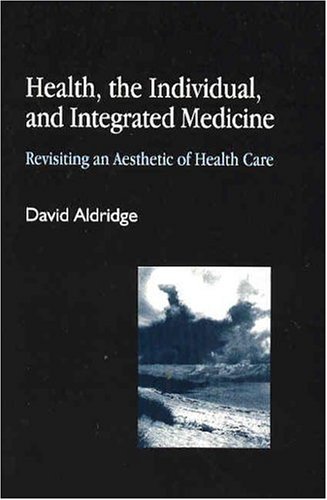 Health, the Individual,
and Integrated Medicine
Revisiting an Aesthetic of Health Care
David Aldridge